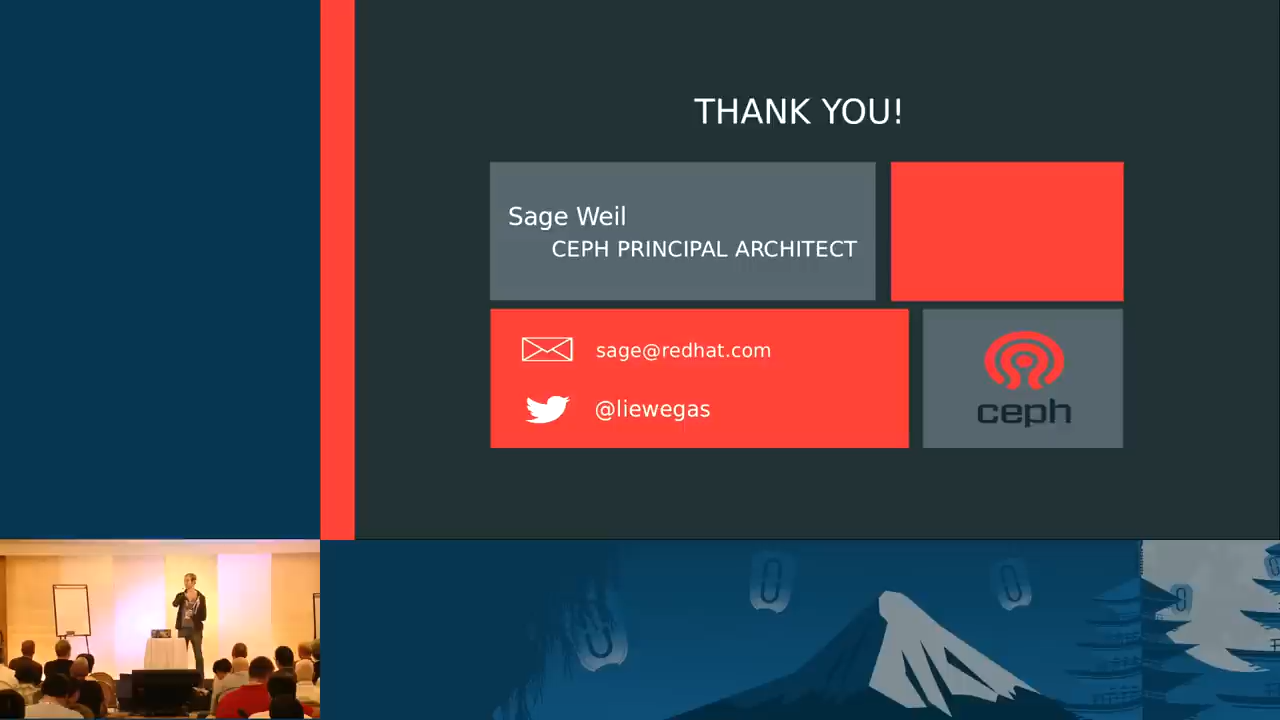 THANK YOU!
Sage Weil
CEPH PRINCIPAL ARCHITECT
sage@redhat.com
@liewegas
ceph